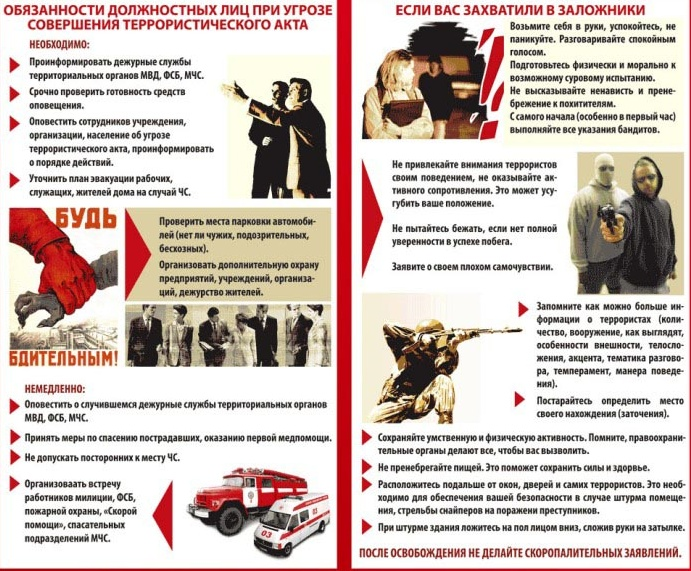 ОБЯЗАННОСТИ ДОЛЖНОСТНЫХ ЛИЦ ПРИ УГРОЗЕ
СОВЕРШЕНИЯ ТЕРРОРИСТИЧЕСКОГО АКТА
НЕОБХОДИМО:
Проинформировать дежурные службы
территориальных органов МВД, ФСБ, МЧС.
Срочно проверить готовность средств
оповещения.
Оповестить сотрудников учреждения,
организации, население об угрозе
террористического акта, проинформировать
о порядке действий.
Уточнить план эвакуации рабочих,
служащих, жителей дома на случай ЧС.
БУДЬ
БДИТЕЛЬНЫМ!
Проверить места парковки автомоби-
лей (нет ли чужих, подозрительных,
бесхозных).
Организовать дополнительную охрану
предприятий, учреждений, организа-
ций, дежурство жителей.
НЕМЕДЛЕННО:
Оповестить о случившемся дежурные службы территориальных органов
МВД, ФСБ, МЧС.
Принять меры по спасению пострадавших, оказанию первой медпомощи.
Не допускать посторонних к месту ЧС.
Организоваать встречу
работников милиции, ФСБ,
пожарной охраны, «Скорой
помощи», спасательных
подразделений МЧС.
03
03
ЕСЛИ ВАС ЗАХВАТИЛИ В ЗАЛОЖНИКИ
Возьмите себя в руки, успокойтесь, не
паникуйте. Разговаривайте спокойным
голосом.
Подготовьтесь физически и морально к
возможному суровому испытанию.
Не высказывайте ненависть и прене-
брежение к похитителям.
С самого начала (особенно в первый час)
выполняйте все указания бандитов.
Не привлекайте внимания террористов
своим поведением, не оказывайте ак-
тивного сопротивления. Это может усу-
губить ваше положение.
Не пытайтесь бежать, если нет полной
уверенности в успехе побега.
Заявите о своем плохом самочувствии.
Запомните как можно больше ин-
формации о террористах (коли-
чество, вооружение, как выглядят,
особенности внешности, телосло-
жения, акцента, тематика разгово-
ра, темперамент, манера поведе-
ния).
Постарайтесь определить место
своего нахождения (заточения).
Сохраняйте умственную и физическую активность. Помните, правоохрани-
тельные органы делают все, чтобы вас вызволить.
Не пренебрегайте пищей. Это поможет сохранить силы и здорвье.
Расположитесь подальше от окон, дверей и самих террористов. Это необ-
ходимо для обеспечения вашей безопасности в случае штурма помеще-
ния, стрельбы снайперов на поражени преступников.
При штурме здания ложитесь на пол лицом вниз, сложив руки на затылке.
ПОСЛЕ ОСВОБОЖДЕНИЯ НЕ ДЕЛАЙТЕ СКОРОПАЛИТЕЛЬНЫХ ЗАЯВЛЕНИЙ.